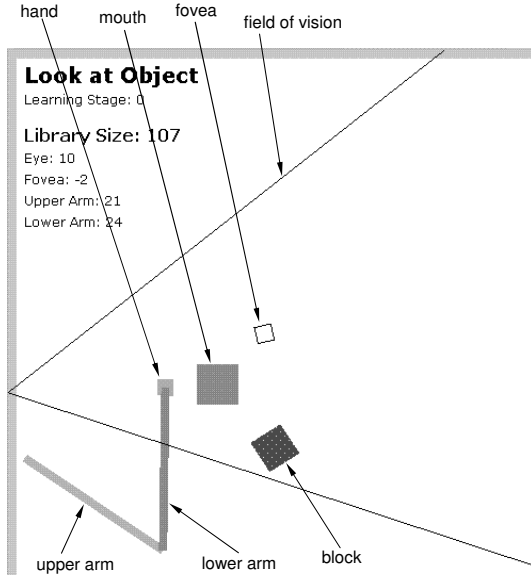 hand
mouth
fovea
field of vision
Look at Object
Learning Stage: 0
Library Size: 107
Eye: 10
Fovea: -2
Upper Arm: 21
Lower Arm: 24
upper arm
lower arm
block